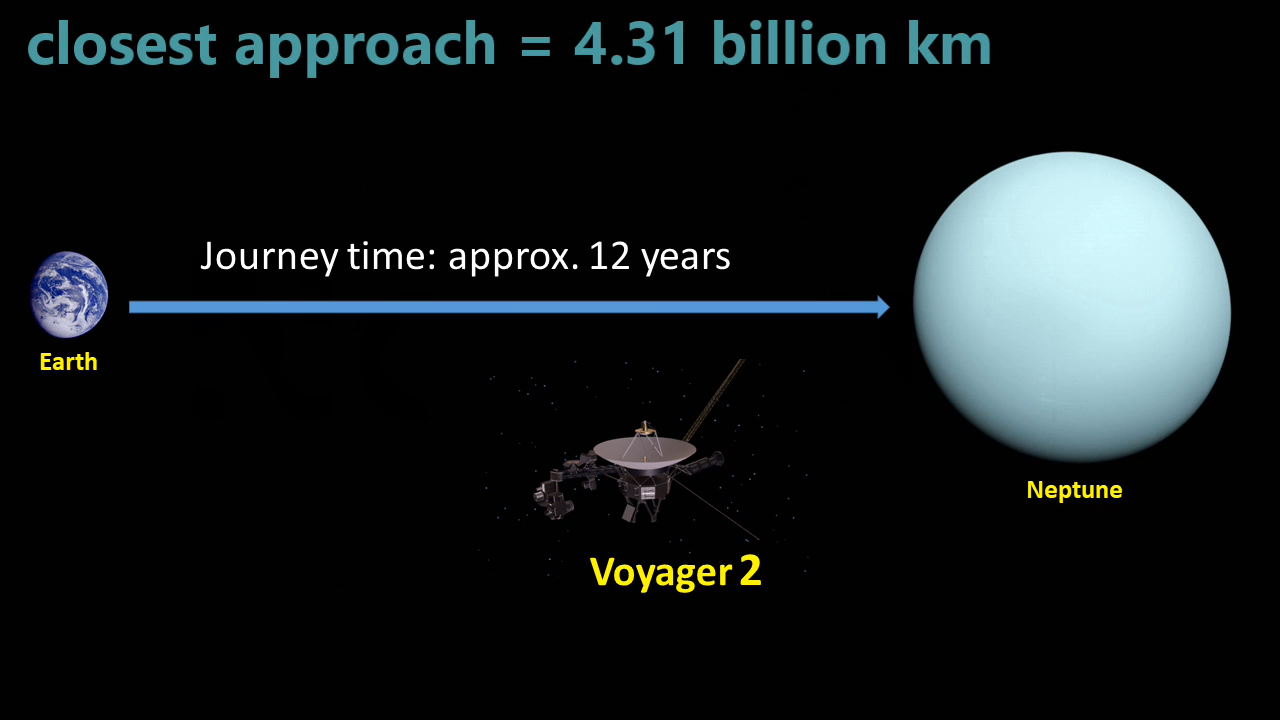 closest approach = 4.31 billion km
Journey time: approx. 12 years
Earth
Neptune
Voyager 2